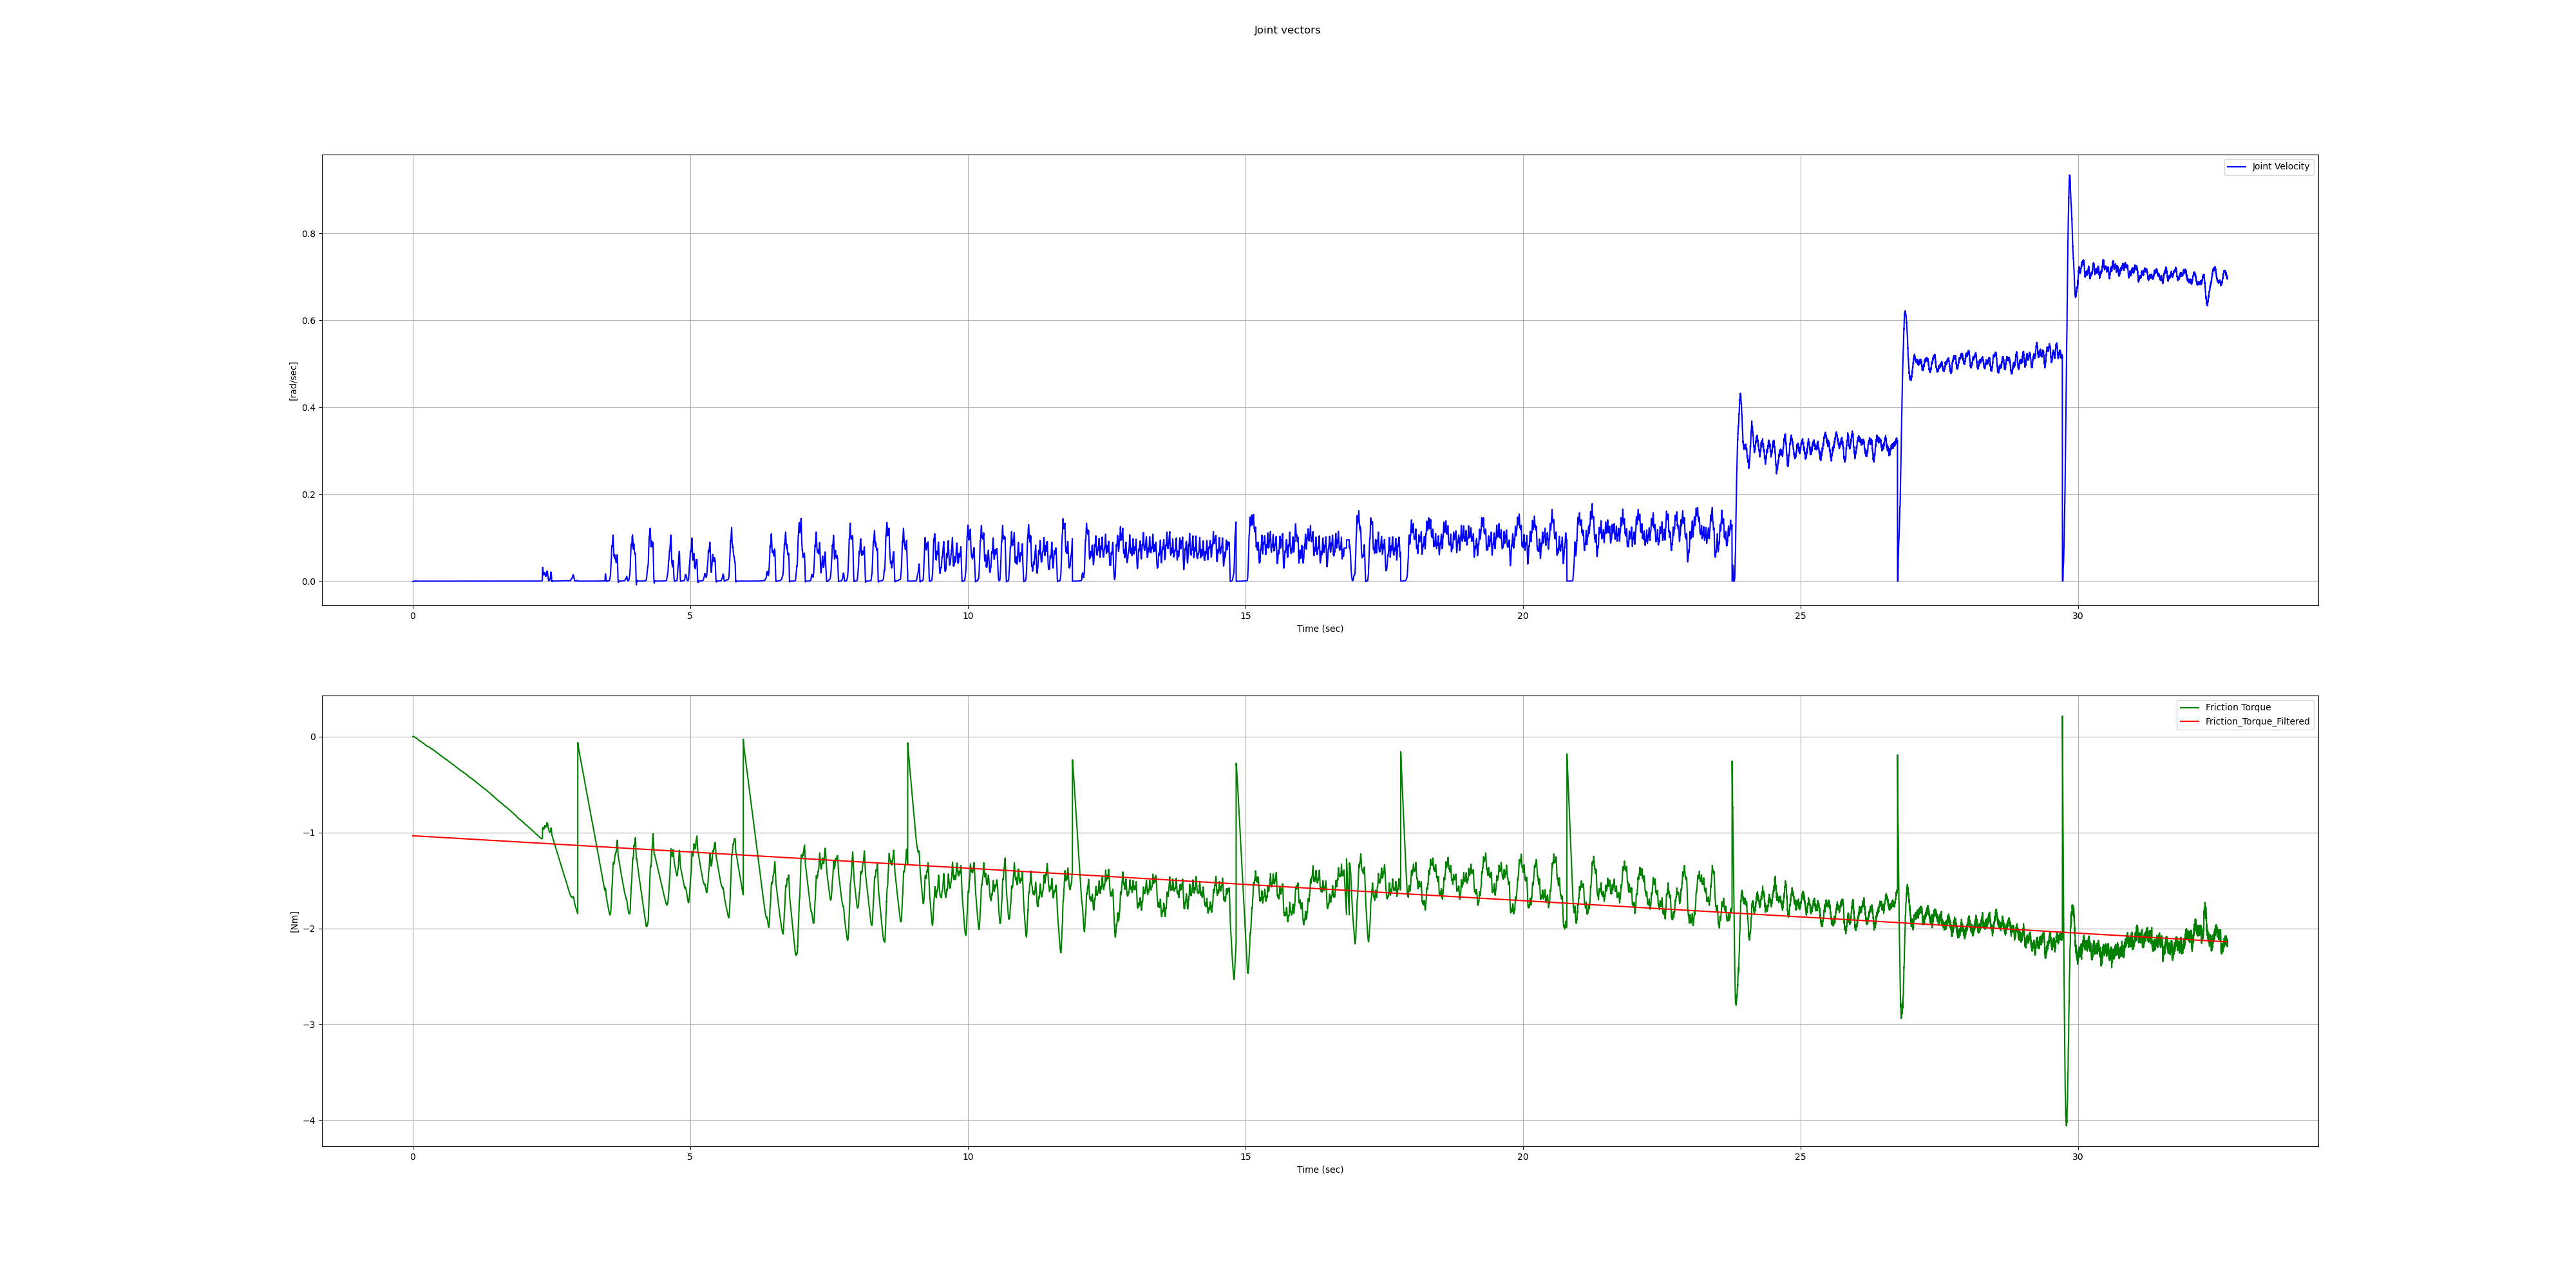 Joint vectors
Joint Velocity
0.8
0.6
[rad/sec]
0.4
0.2
0.0
0 5 10 15 20 25 30
Time (sec)
Friction Torque
Friction_Torque_Filtered
0
−1
[Nm]
−2
−3
−4
0 5 10 15 20 25 30
Time (sec)